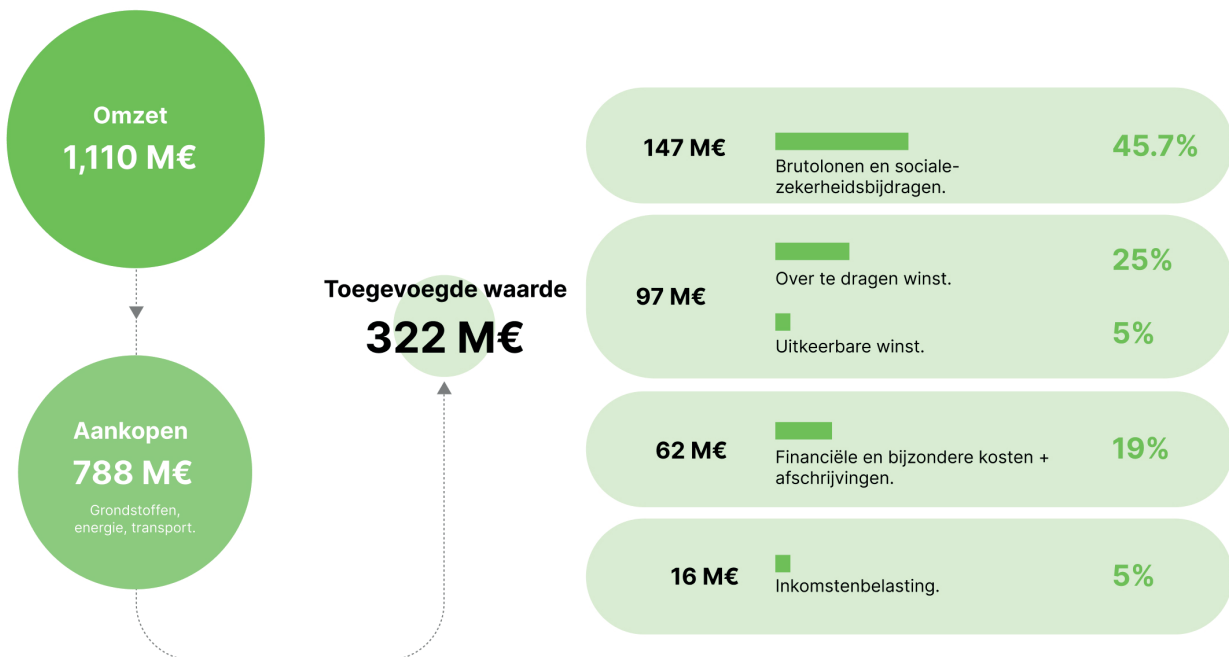 Omzet
1,110 M€
Aankopen
788 M€
Grondstoffen,
energie, transport.
Toegevoegde waarde
322 M€
147 M€
Brutolonen en sociale-
zekerheidsbijdragen.
45.7%
97 M€
Over te dragen winst.
25%
Uitkeerbare winst.
5%
62 M€
Financiële en bijzondere kosten +
afschrijvingen.
19%
16 M€
Inkomstenbelasting.
5%